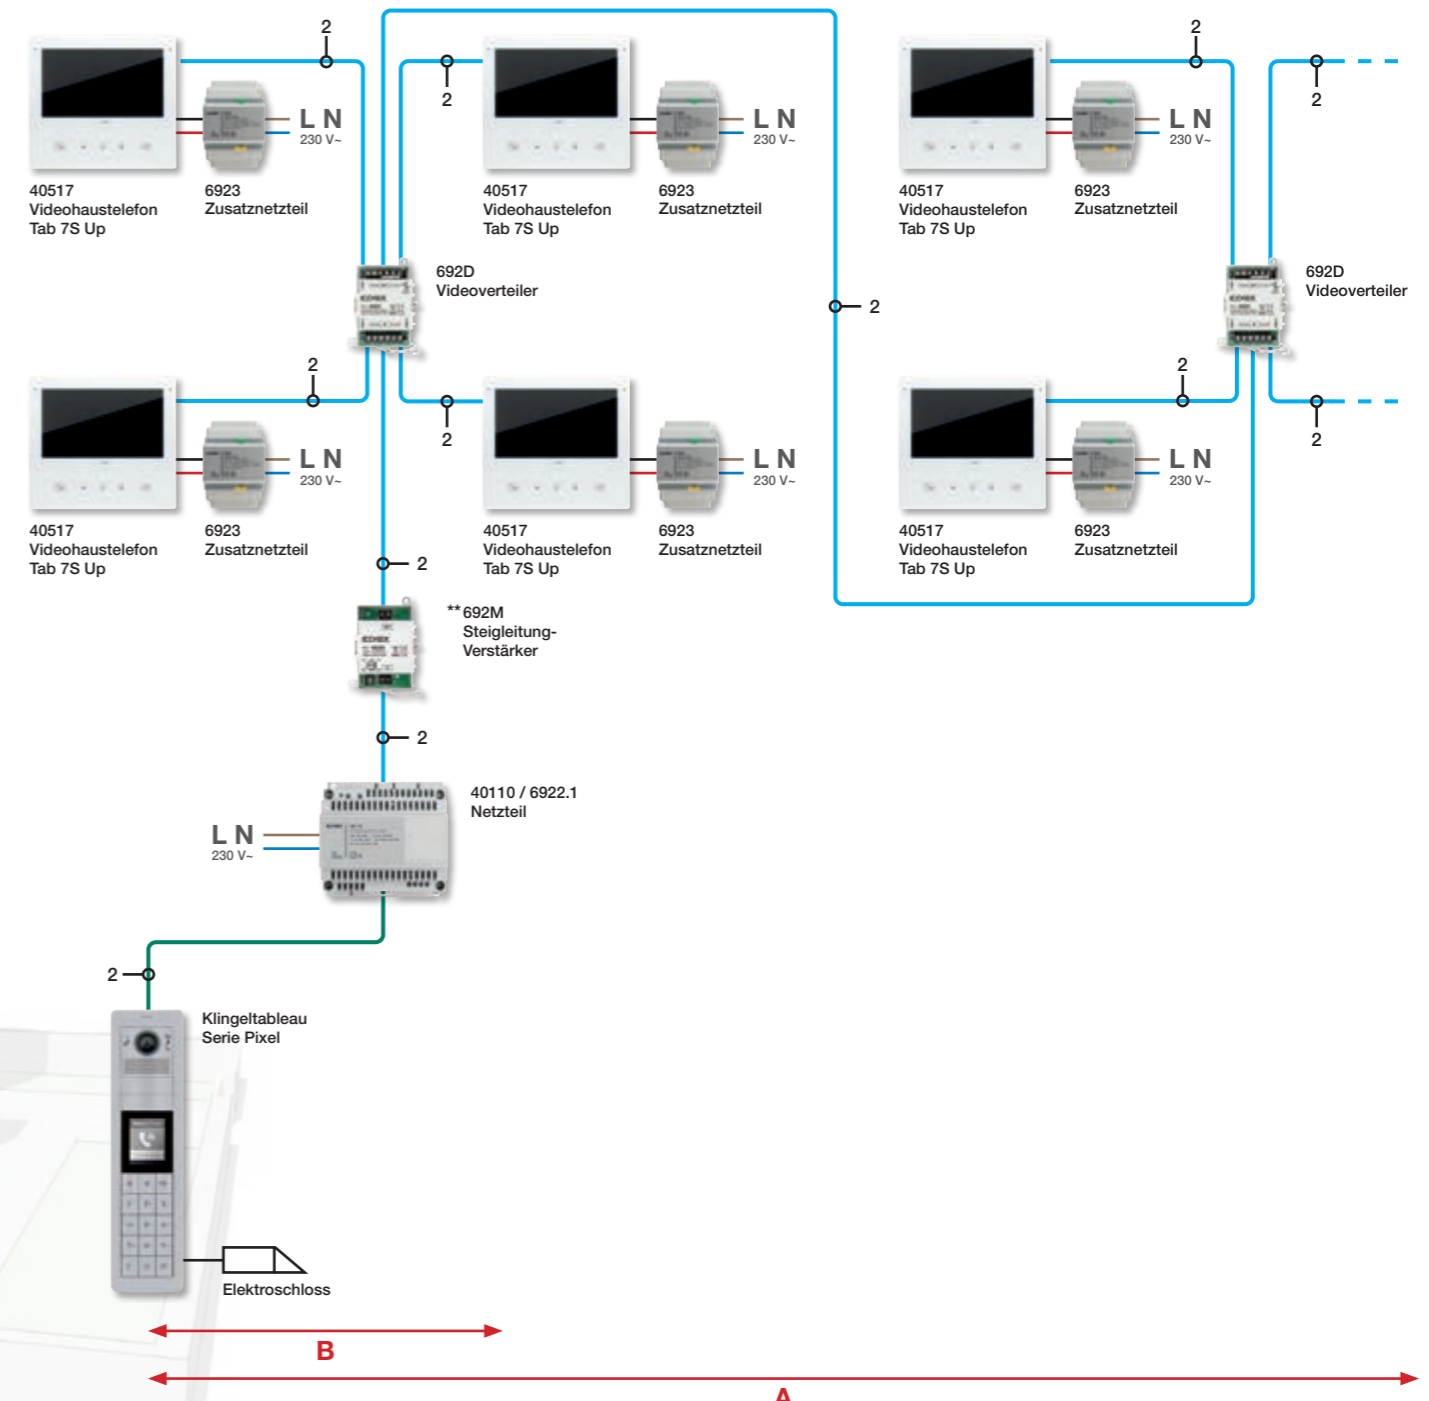 2
2
2
2
L N
230 V~
L N
230 V~
L N
230 V~
40517
Videohaustelefon
Tab 7S Up
6923
Zusatznetzteil
40517
Videohaustelefon
Tab 7S Up
6923
Zusatznetzteil
40517
Videohaustelefon
Tab 7S Up
6923
Zusatznetzteil
692D
Videoverteiler
692D
Videoverteiler
2
2
2
2
2
L N
230 V~
L N
230 V~
L N
230 V~
40517
Videohaustelefon
Tab 7S Up
6923
Zusatznetzteil
40517
Videohaustelefon
Tab 7S Up
6923
Zusatznetzteil
40517
Videohaustelefon
Tab 7S Up
6923
Zusatznetzteil
2
**692M
Steigleitung-
Verstärker
2
40110 / 6922.1
Netzteil
L N
230 V~
2
Klingeltableau
Serie Pixel
Elektroschloss
B
A